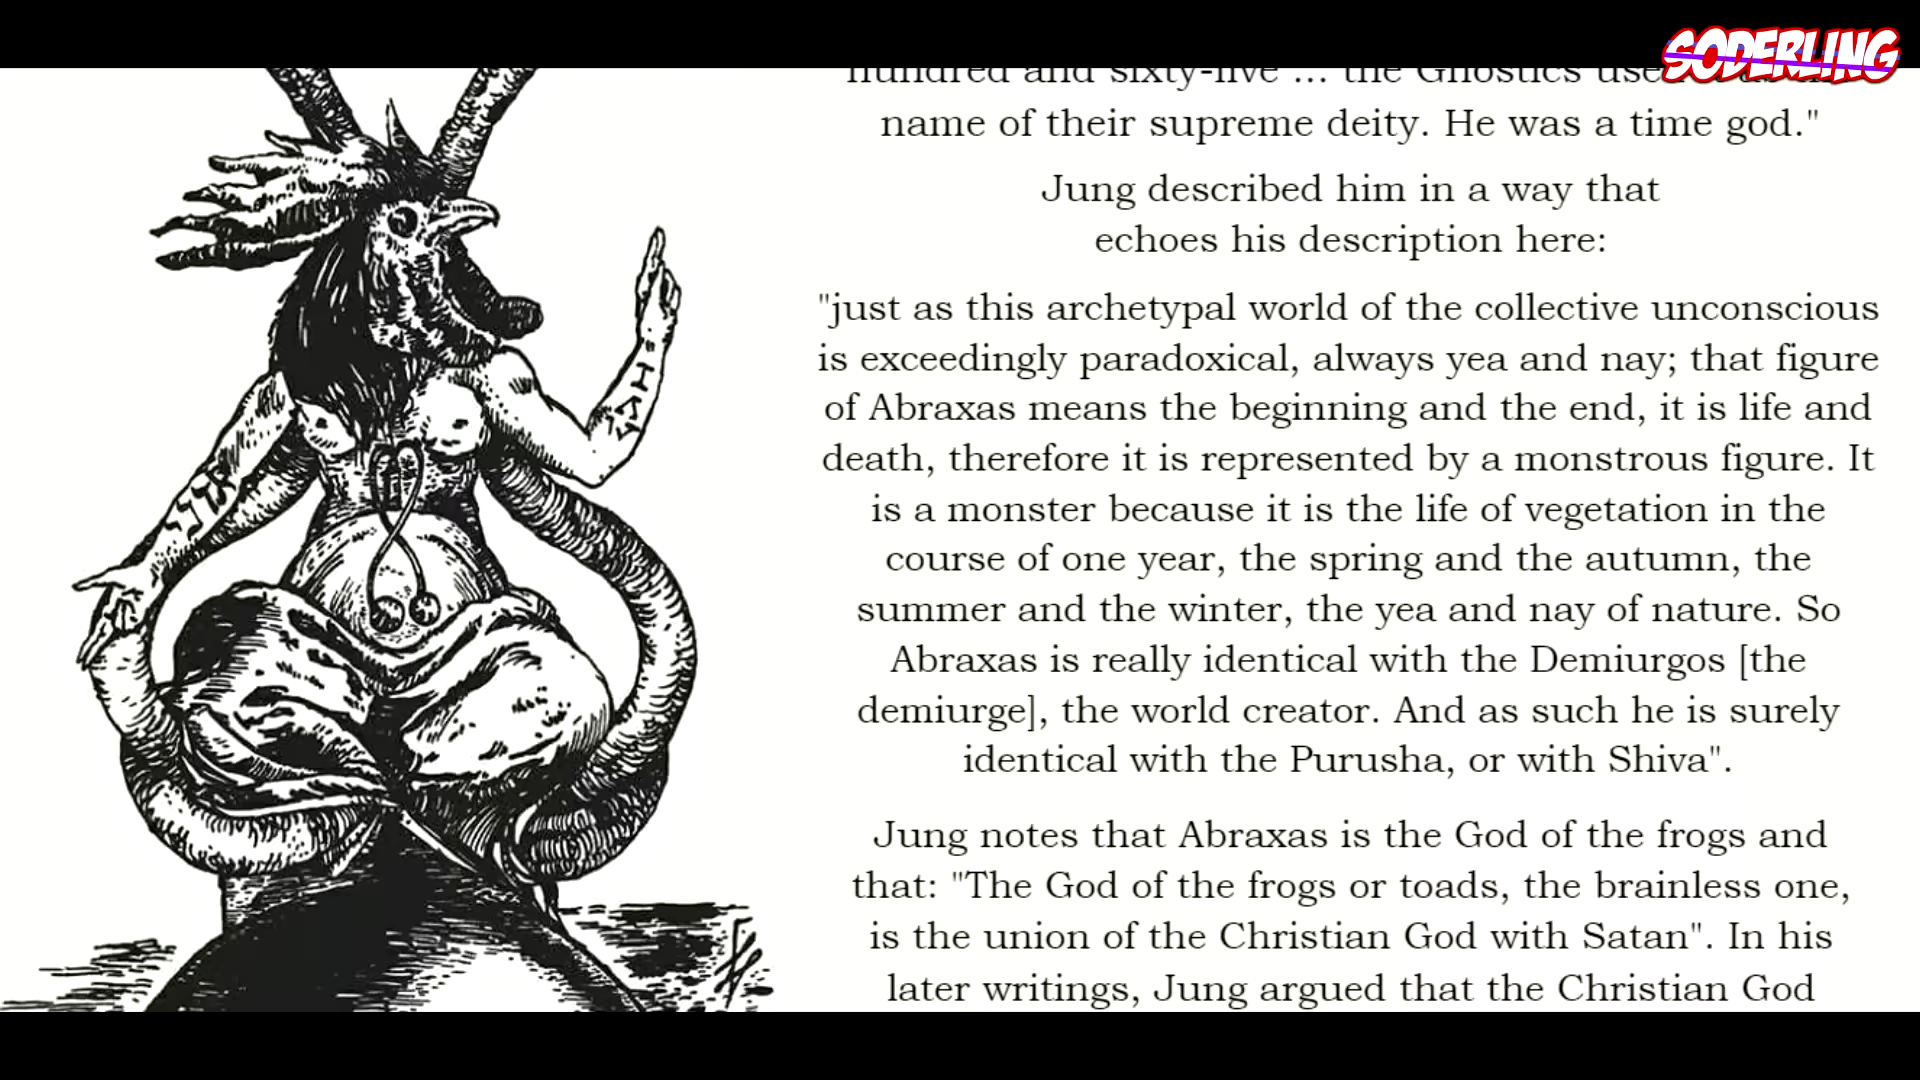 SODERLING
hundred and sixty-five ... the Gnostics
name of their supreme deity. He was a time god."
Jung described him in a way that
echoes his description here:
"just as this archetypal world of the collective unconscious
is exceedingly paradoxical, always yea and nay; that figure
of Abraxas means the beginning and the end, it is life and
death, therefore it is represented by a monstrous figure. It
is a monster because it is the life of vegetation in the
course of one year, the spring and the autumn, the
summer and the winter, the yea and nay of nature. So
Abraxas is really identical with the Demiurgos [the
demiurge], the world creator. And as such he is surely
identical with the Purusha, or with Shiva".
Jung notes that Abraxas is the God of the frogs and
that: "The God of the frogs or toads, the brainless one,
is the union of the Christian God with Satan". In his
later writings, Jung argued that the Christian God